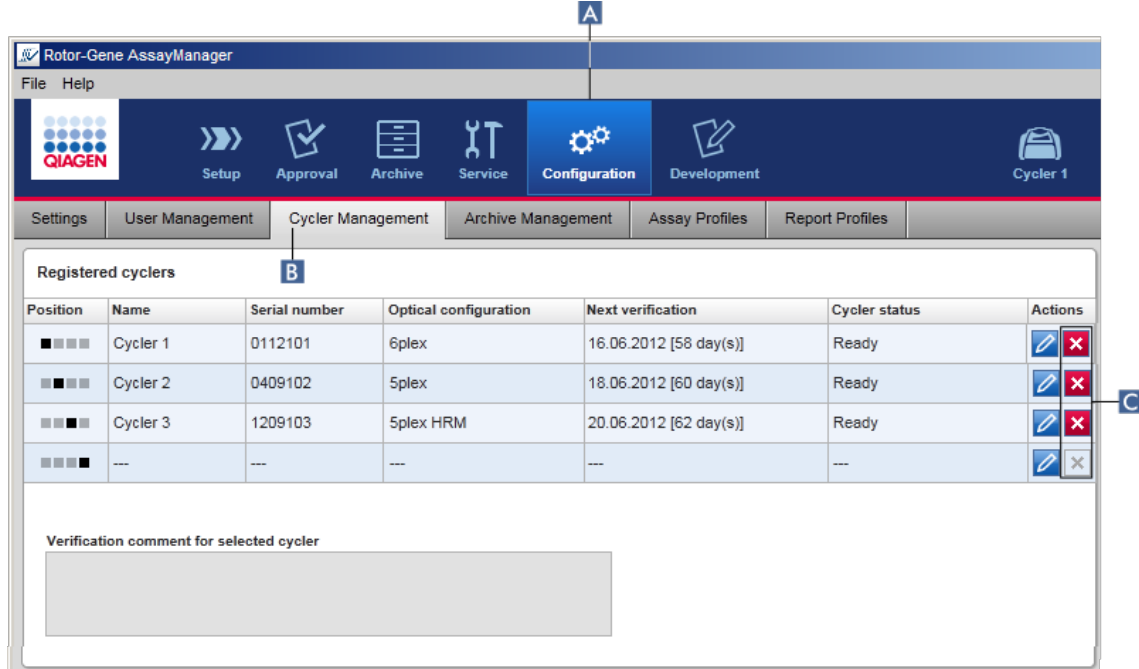 A
Rotor-Gene AssayManager
File Help
QIAGEN
Setup Approval Archive Service Configuration Development Cycler 1
Settings User Management Cycler Management Archive Management Assay Profiles Report Profiles
B
Registered cyclers
Position Name Serial number Optical configuration Next verification Cycler status Actions
Cycler 1 0112101 6plex 16.06.2012 [58 day(s)] Ready
Cycler 2 0409102 5plex 18.06.2012 [60 day(s)] Ready
C
Cycler 3 1209103 5plex HRM 20.06.2012 [62 day(s)] Ready
--- --- --- --- ---
Verification comment for selected cycler